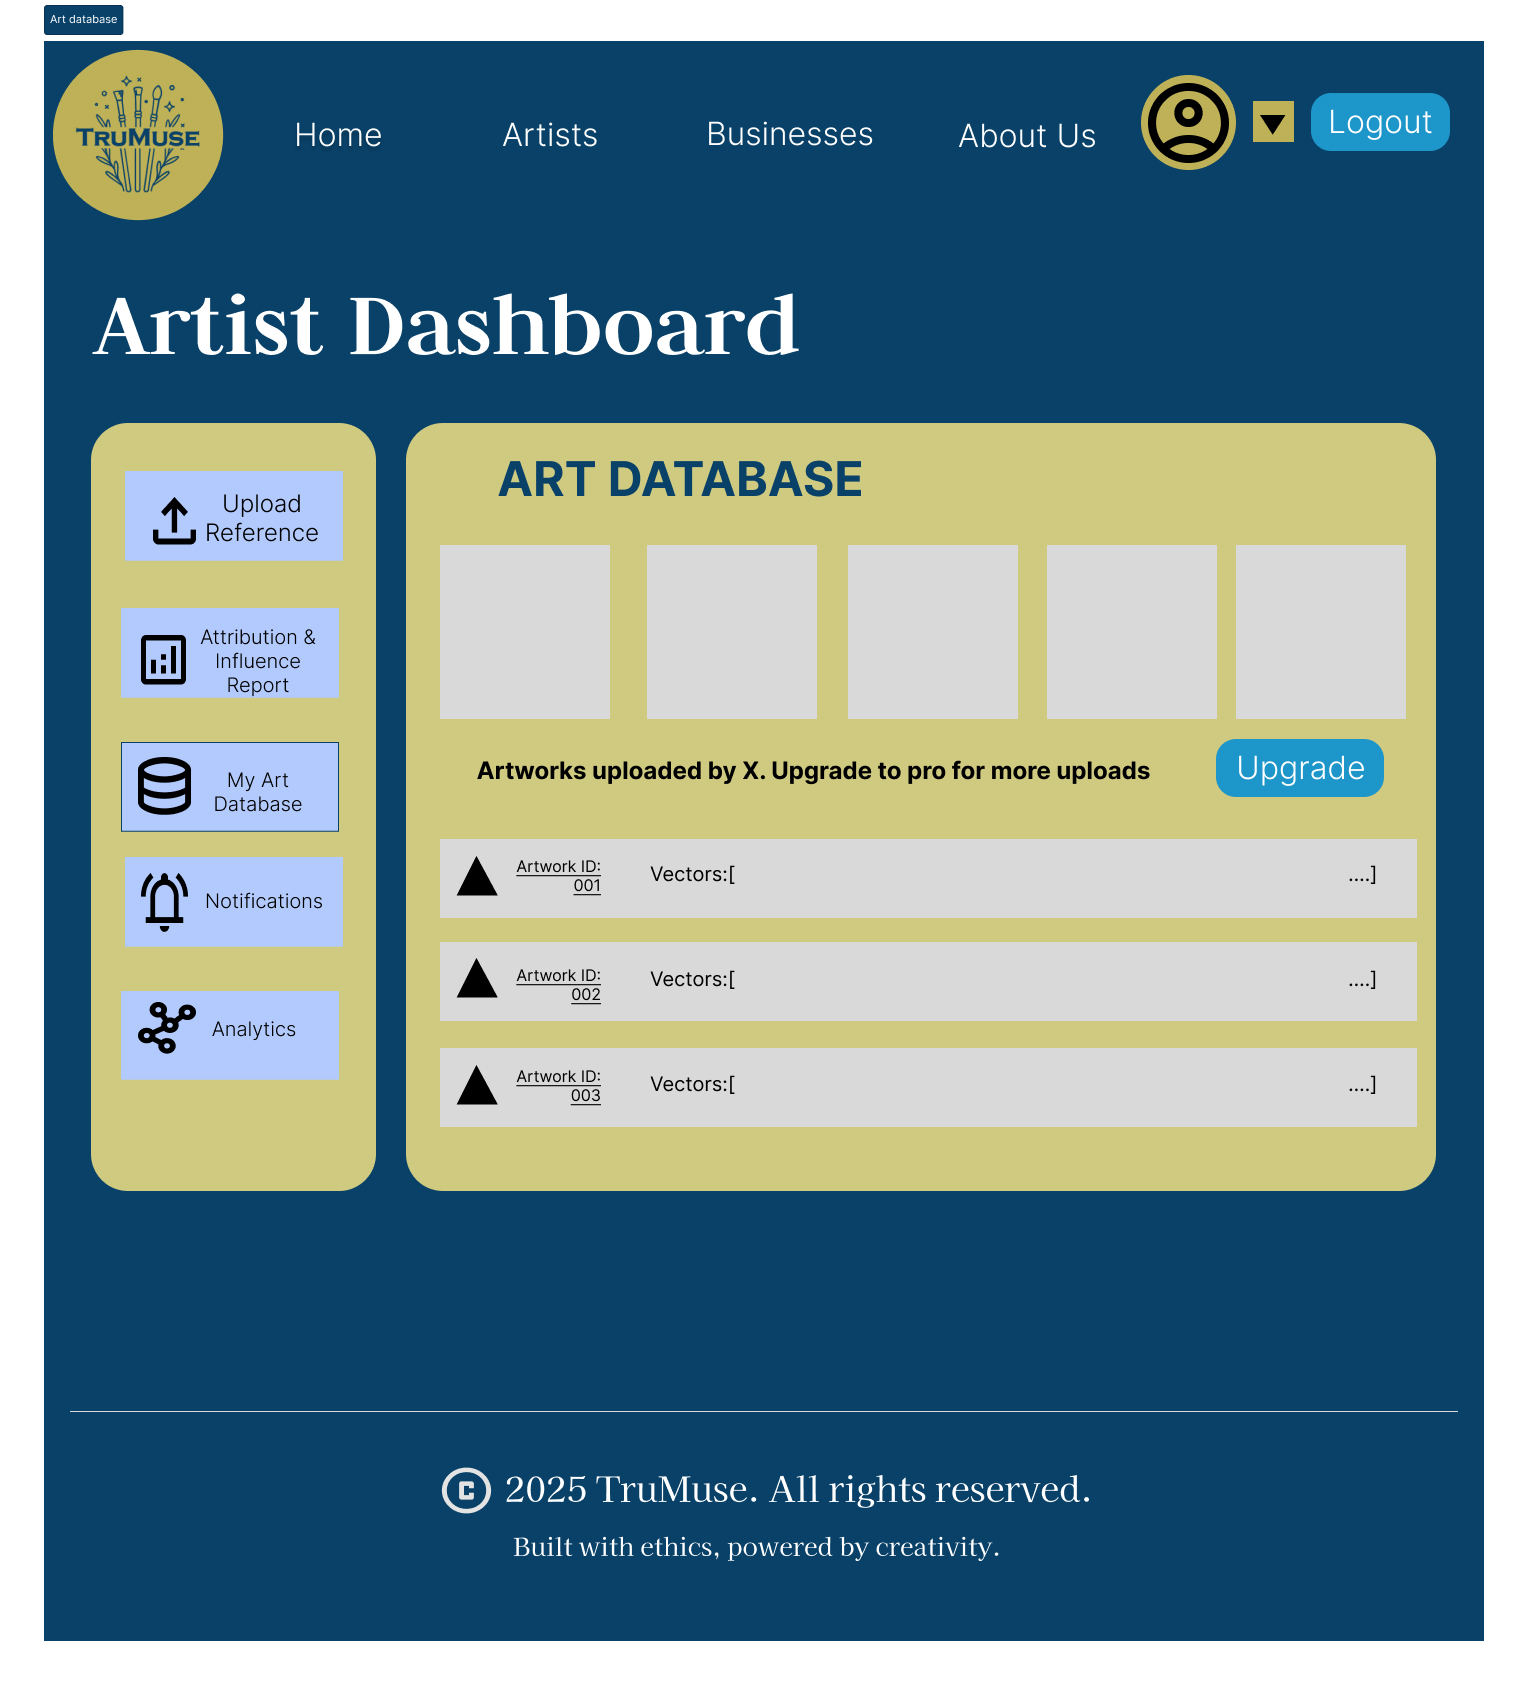 Art database
TRUMUSE
Home
Artists
Businesses
About Us
Logout
Artist Dashboard
Upload
Reference
Attribution &
Influence
Report
My Art
Database
Notifications
Analytics
ART DATABASE
Artworks uploaded by X. Upgrade to pro for more uploads
Upgrade
Artwork ID:
001
Vectors:[
....]
Artwork ID:
002
Vectors:[
....]
Artwork ID:
003
Vectors:[
....]
© 2025 TruMuse. All rights reserved.
Built with ethics, powered by creativity.